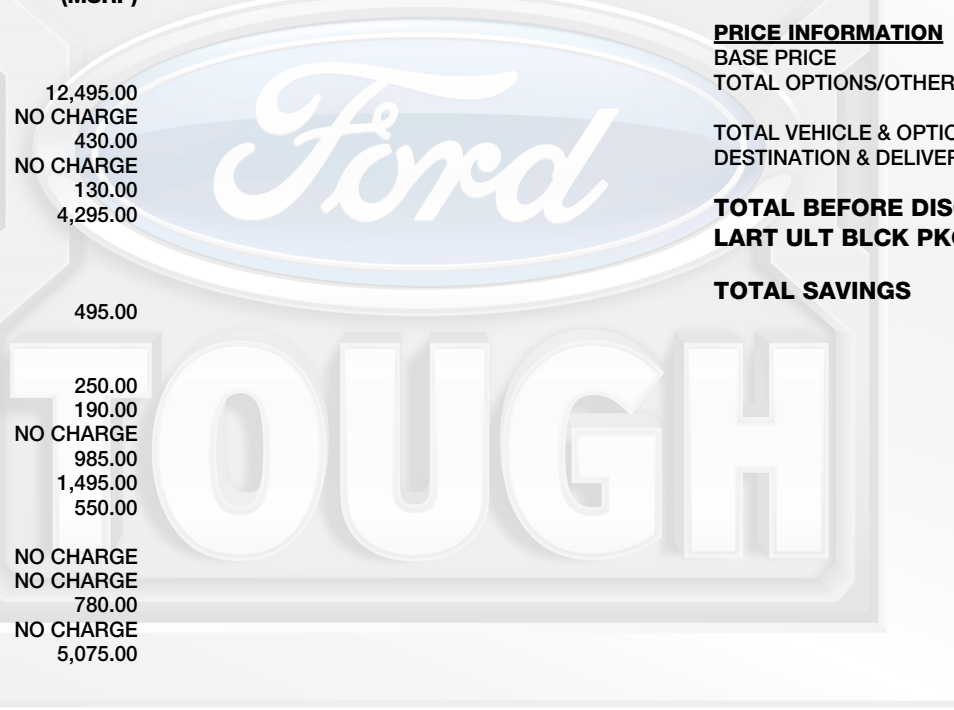 (MSRP)
12,495.00
NO CHARGE
430.00
NO CHARGE
130.00
4,295.00
495.00
250.00
190.00
NO CHARGE
985.00
1,495.00
550.00
NO CHARGE
NO CHARGE
780.00
NO CHARGE
5,075.00
PRICE INFORMATION
BASE PRICE
TOTAL OPTIONS/OTHER
TOTAL VEHICLE & OPTIO
DESTINATION & DELIVER
TOTAL BEFORE DIS
LART ULT BLCK PK
TOTAL SAVINGS
Ford
TOUGH